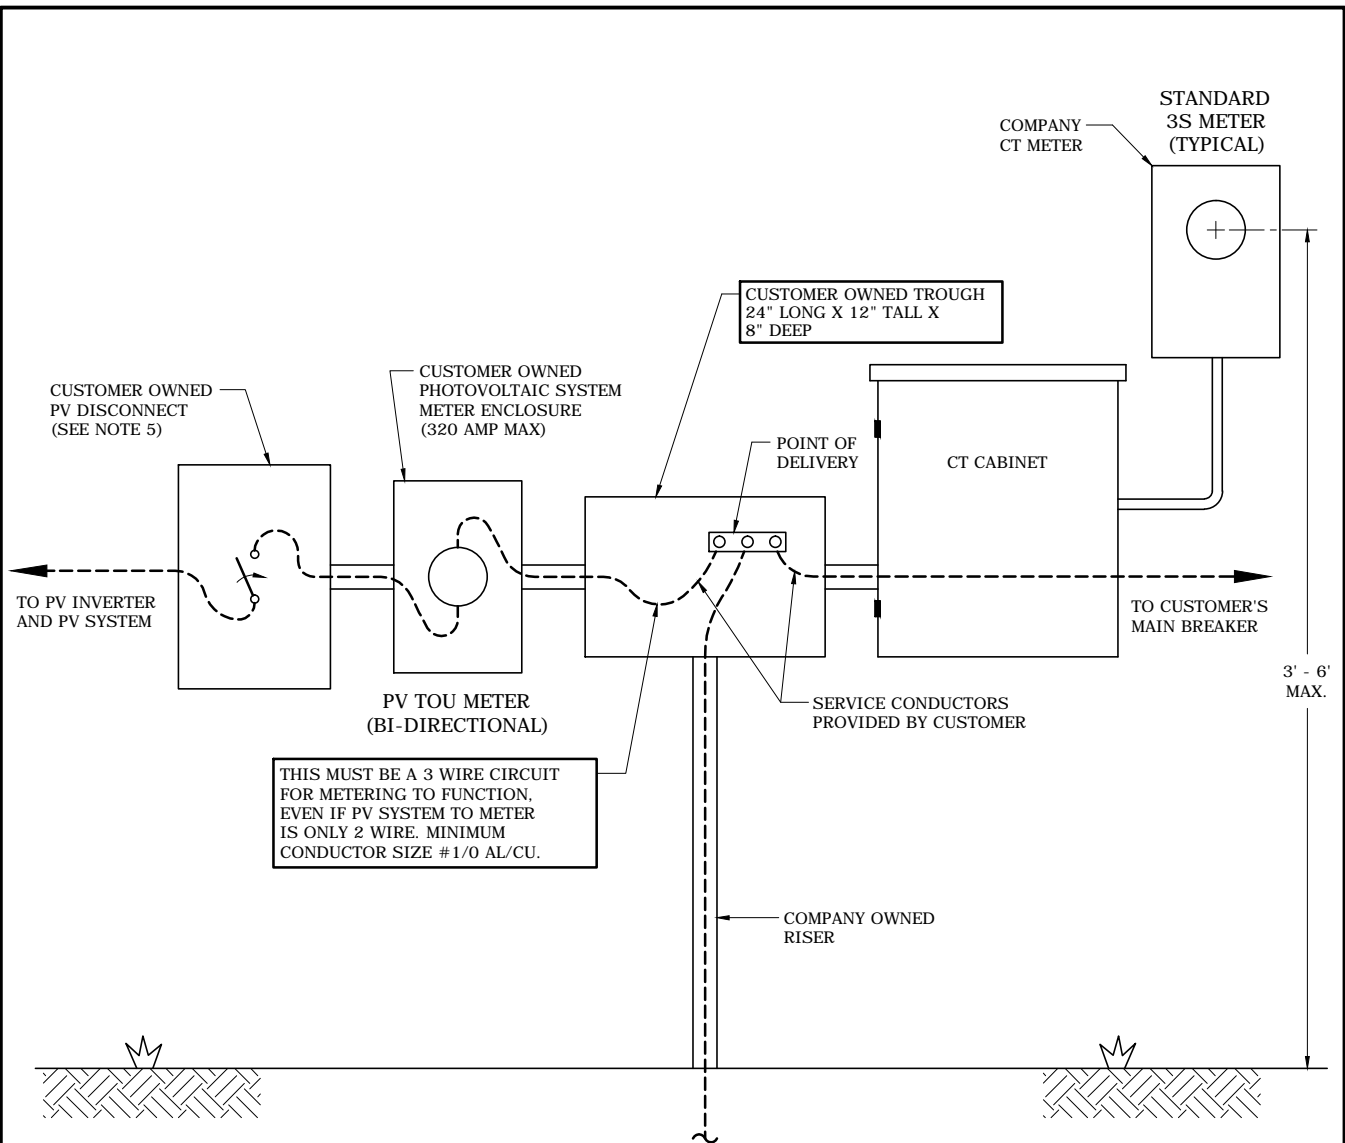 STANDARD
3S METER
(TYPICAL)
COMPANY
CT METER
CUSTOMER OWNED TROUGH
24" LONG X 12" TALL X
8" DEEP
CUSTOMER OWNED
PHOTOVOLTAIC SYSTEM
METER ENCLOSURE
(320 AMP MAX)
CUSTOMER OWNED
PV DISCONNECT
(SEE NOTE 5)
POINT OF
DELIVERY
CT CABINET
TO PV INVERTER
AND PV SYSTEM
TO CUSTOMER'S
MAIN BREAKER
3' - 6'
MAX.
PV TOU METER
(BI-DIRECTIONAL)
SERVICE CONDUCTORS
PROVIDED BY CUSTOMER
THIS MUST BE A 3 WIRE CIRCUIT
FOR METERING TO FUNCTION,
EVEN IF PV SYSTEM TO METER
IS ONLY 2 WIRE. MINIMUM
CONDUCTOR SIZE #1/0 AL/CU.
COMPANY OWNED
RISER